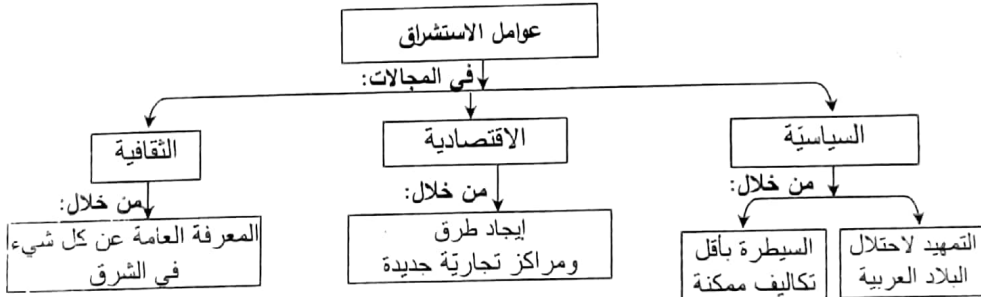 عوامل الاستشراق
في المجالات:
السياسيّة
الاقتصادية
الثقافية
من خلال:
من خلال:
من خلال:
التمهيد لاحتلال
البلاد العربية
السيطرة بأقل
تكاليف ممكنة
إيجاد طرق
ومراكز تجاريّة جديدة
المعرفة العامة عن كل شيء
في الشرق